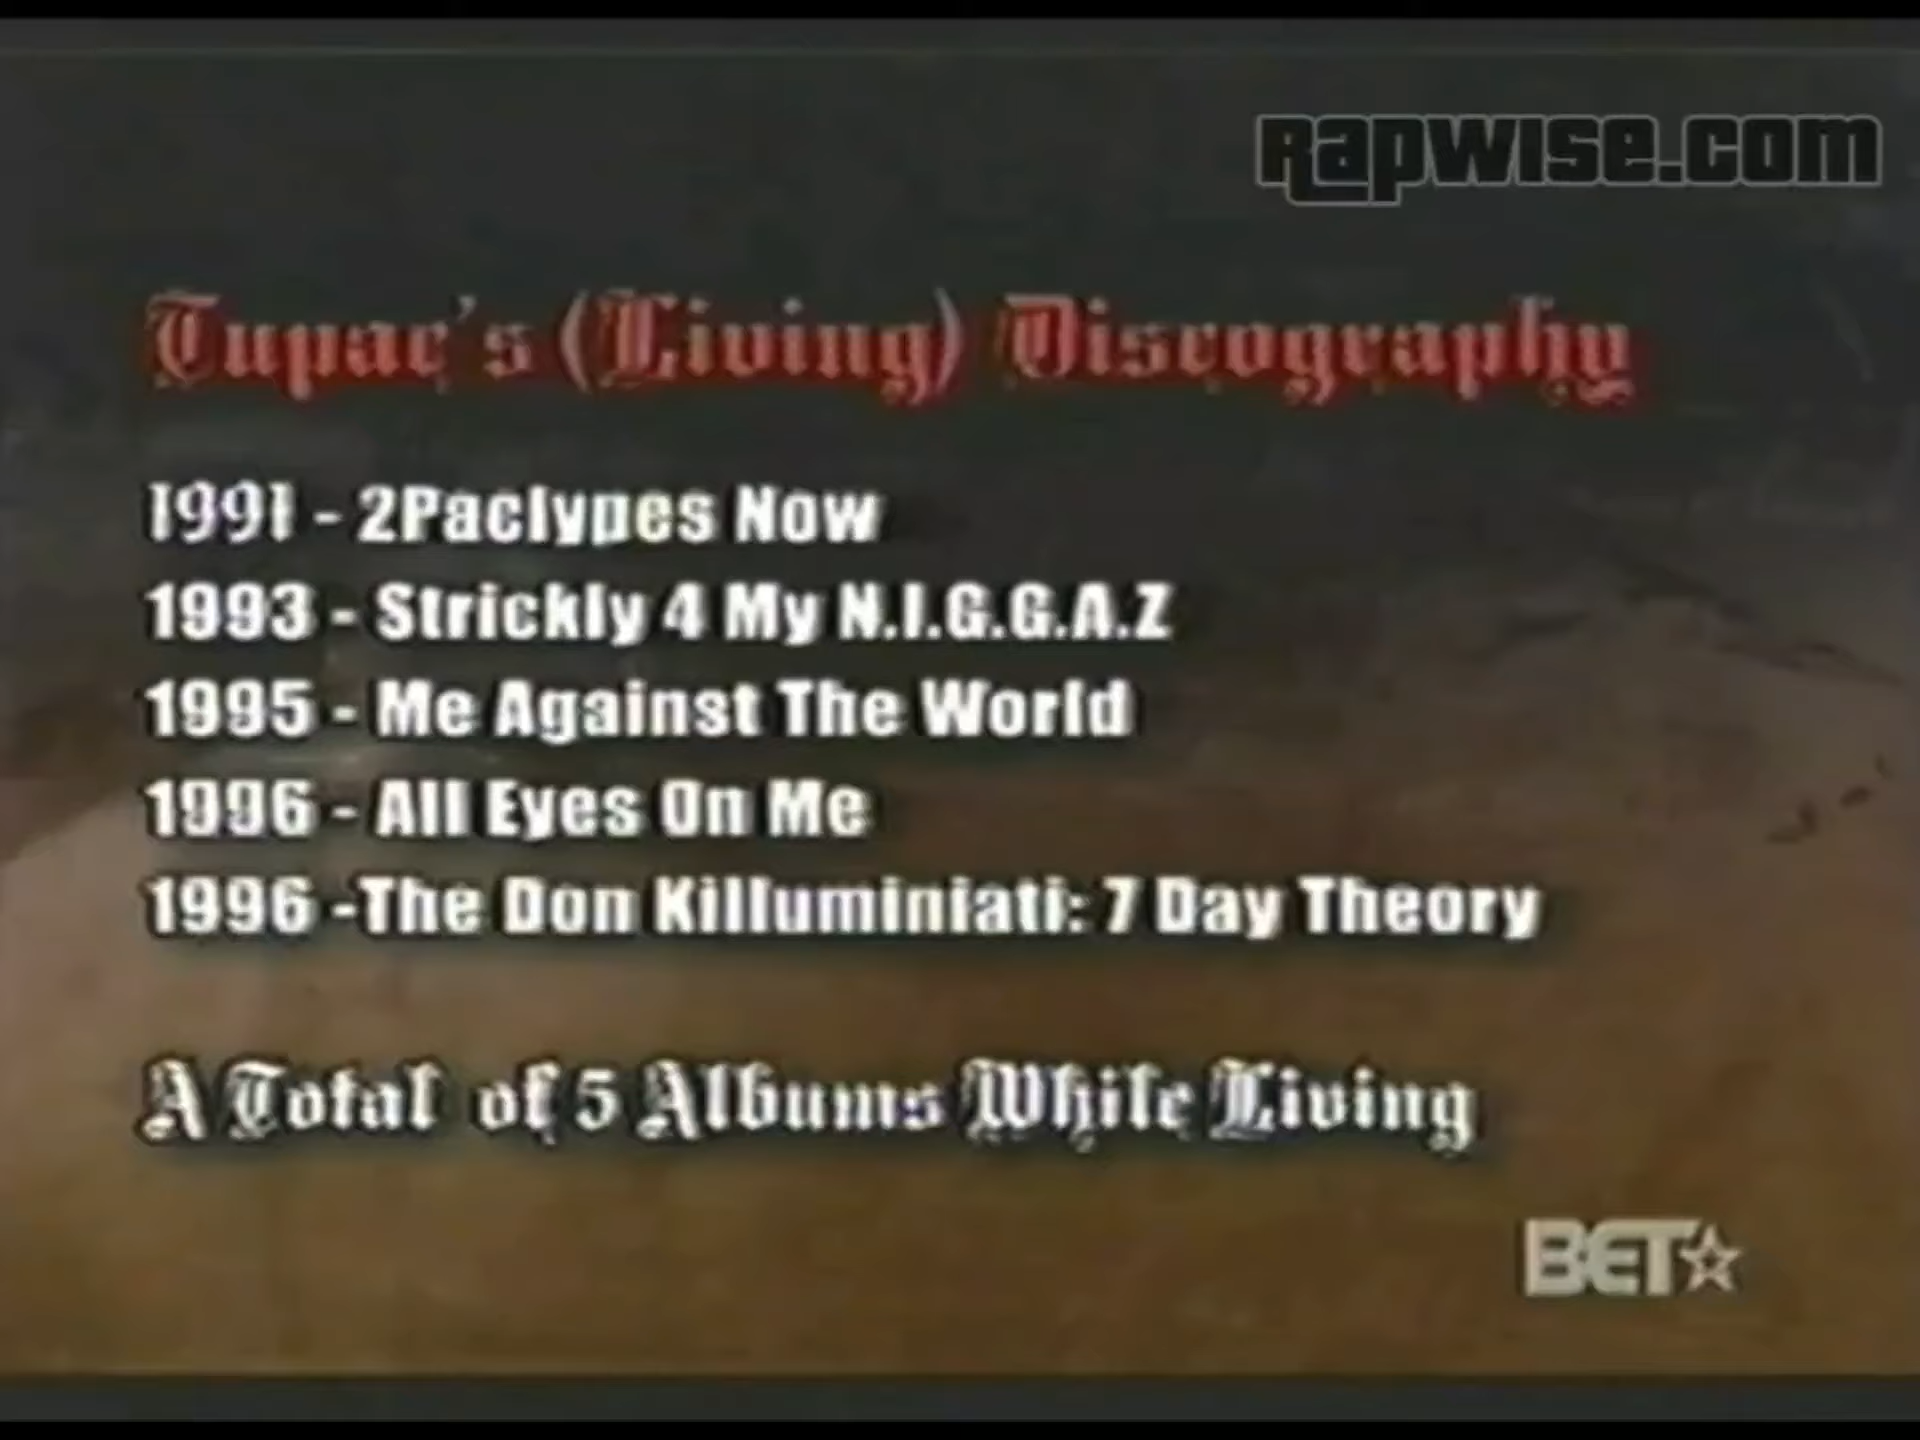 Rapwise.com
Tupac's (Living) Discography
1991 - 2Paclypes Now
1993 - Strickly 4 My N.I.G.G.A.Z
1995 - Me Against The World
1996 - All Eyes On Me
1996 -The Don Killuminiati: 7 Day Theory
A Total of 5 Albums While Living
BET